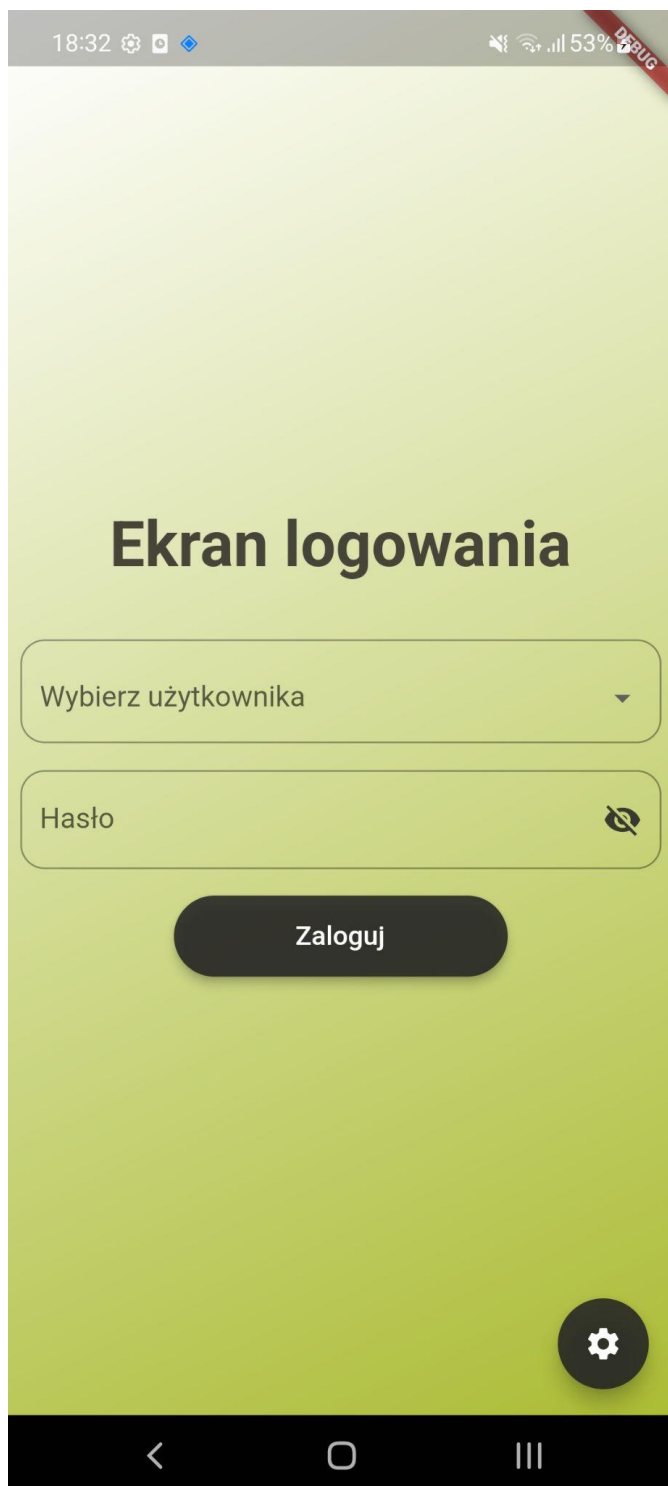 18:32
53%
DEBUG
Ekran logowania
Wybierz użytkownika
Hasło
Zaloguj